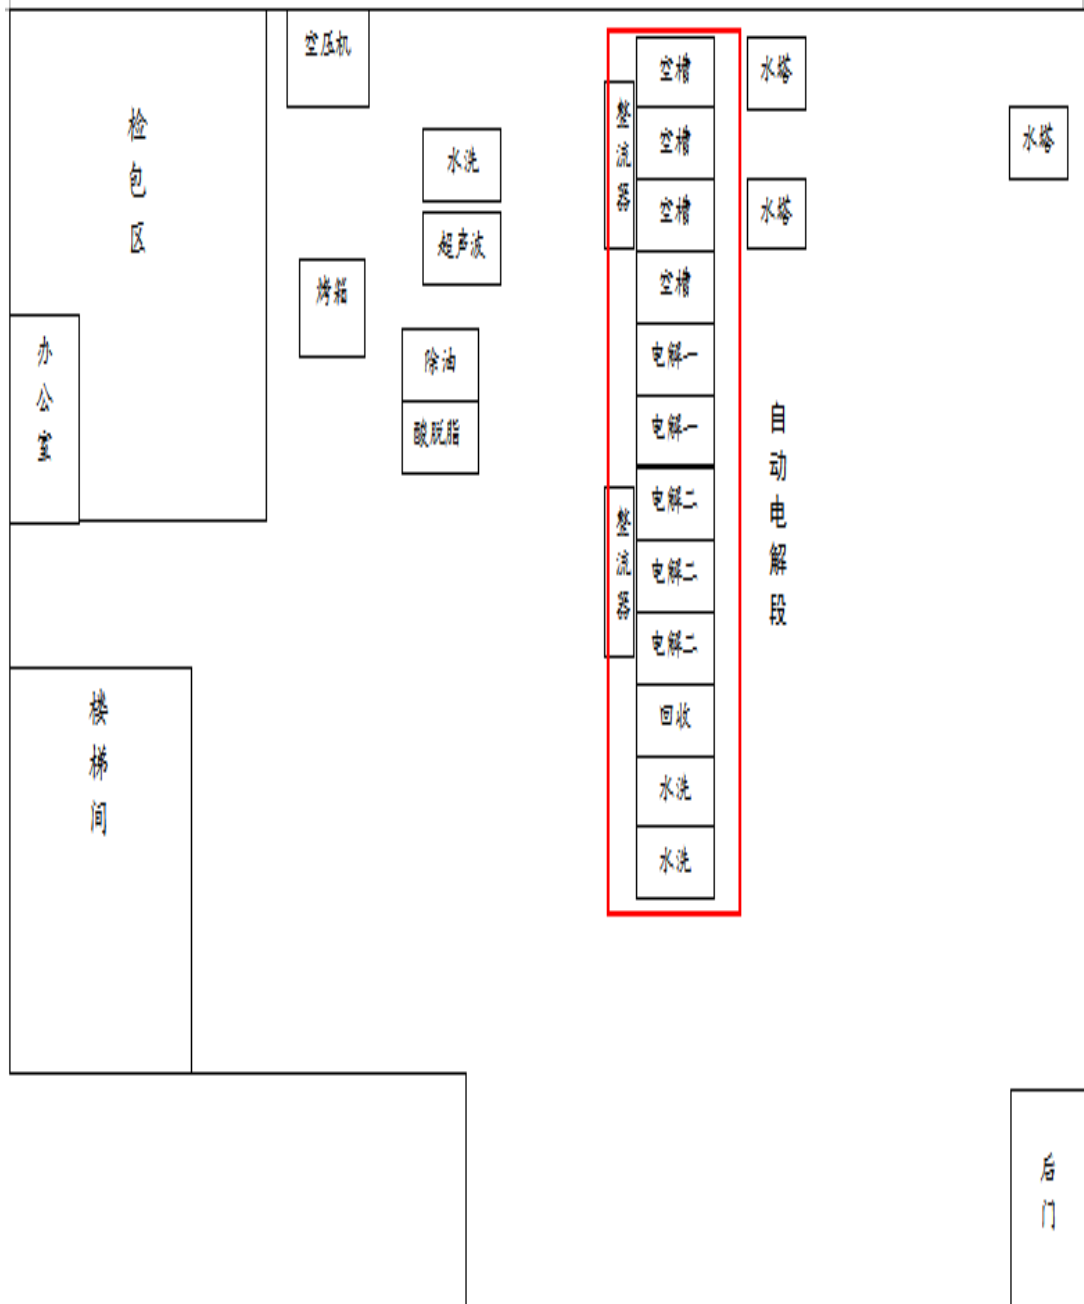 空压机
检包区
水洗
超声波
烤箱
办公室
除油
酸脱脂
整流器
空槽
空槽
空槽
空槽
电解一
电解一
整流器
电解二
电解二
电解二
回收
水洗
水洗
水塔
水塔
水塔
自动电解段
楼梯间
后门